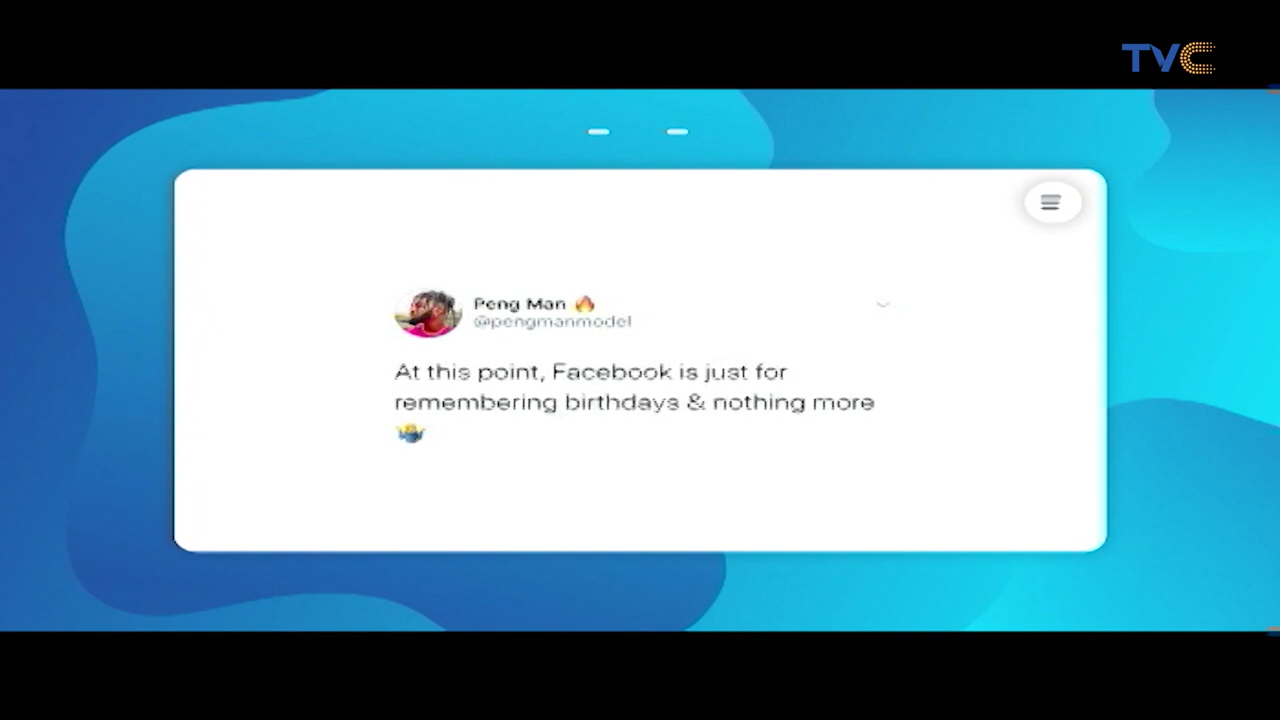 TVC
Peng Man 🔥
@pengmanmodel
At this point, Facebook is just for
remembering birthdays & nothing more
🤷